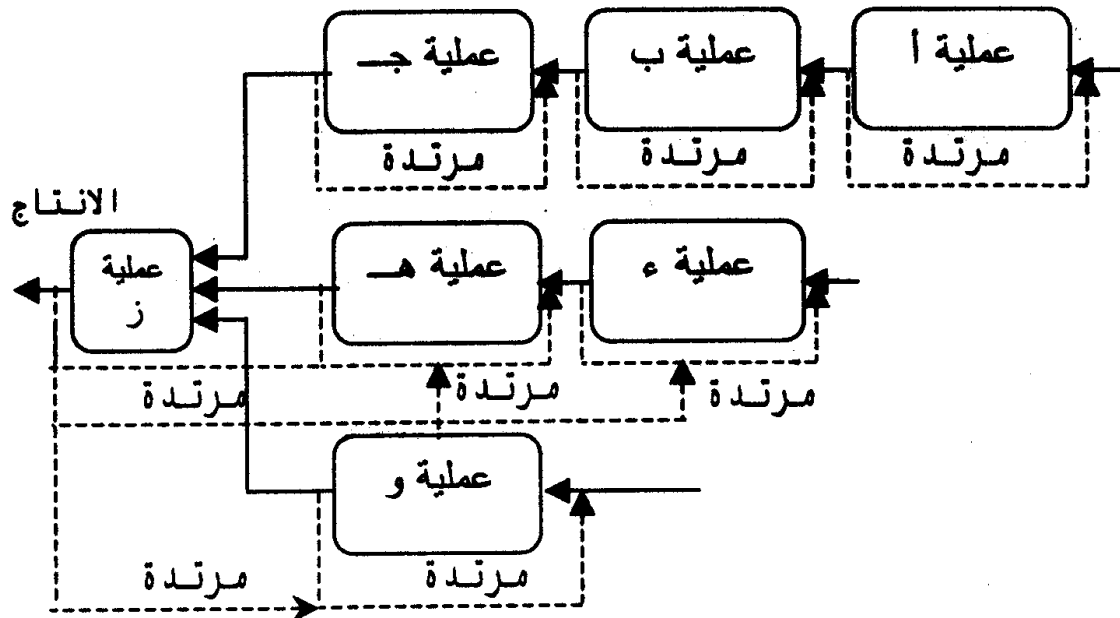 عملية أ
عملية ب
عملية جـ
مرتدة
مرتدة
مرتدة
الانتاج
عملية ء
عملية هـ
عملية
ز
مرتدة
مرتدة
مرتدة
عملية و
مرتدة
مرتدة